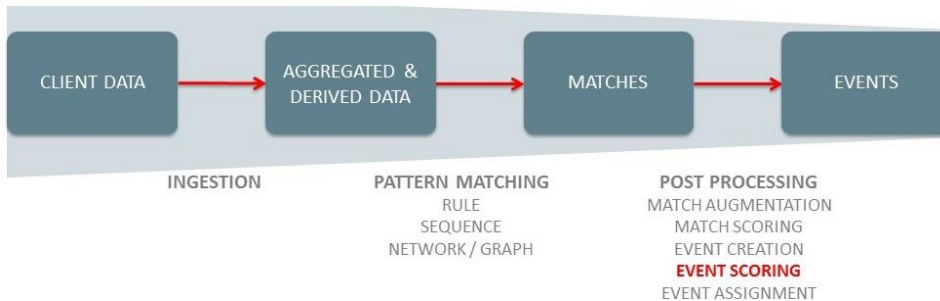 CLIENT DATA
AGGREGATED &
DERIVED DATA
MATCHES
EVENTS
INGESTION
PATTERN MATCHING
RULE
SEQUENCE
NETWORK / GRAPH
POST PROCESSING
MATCH AUGMENTATION
MATCH SCORING
EVENT CREATION
EVENT SCORING
EVENT ASSIGNMENT